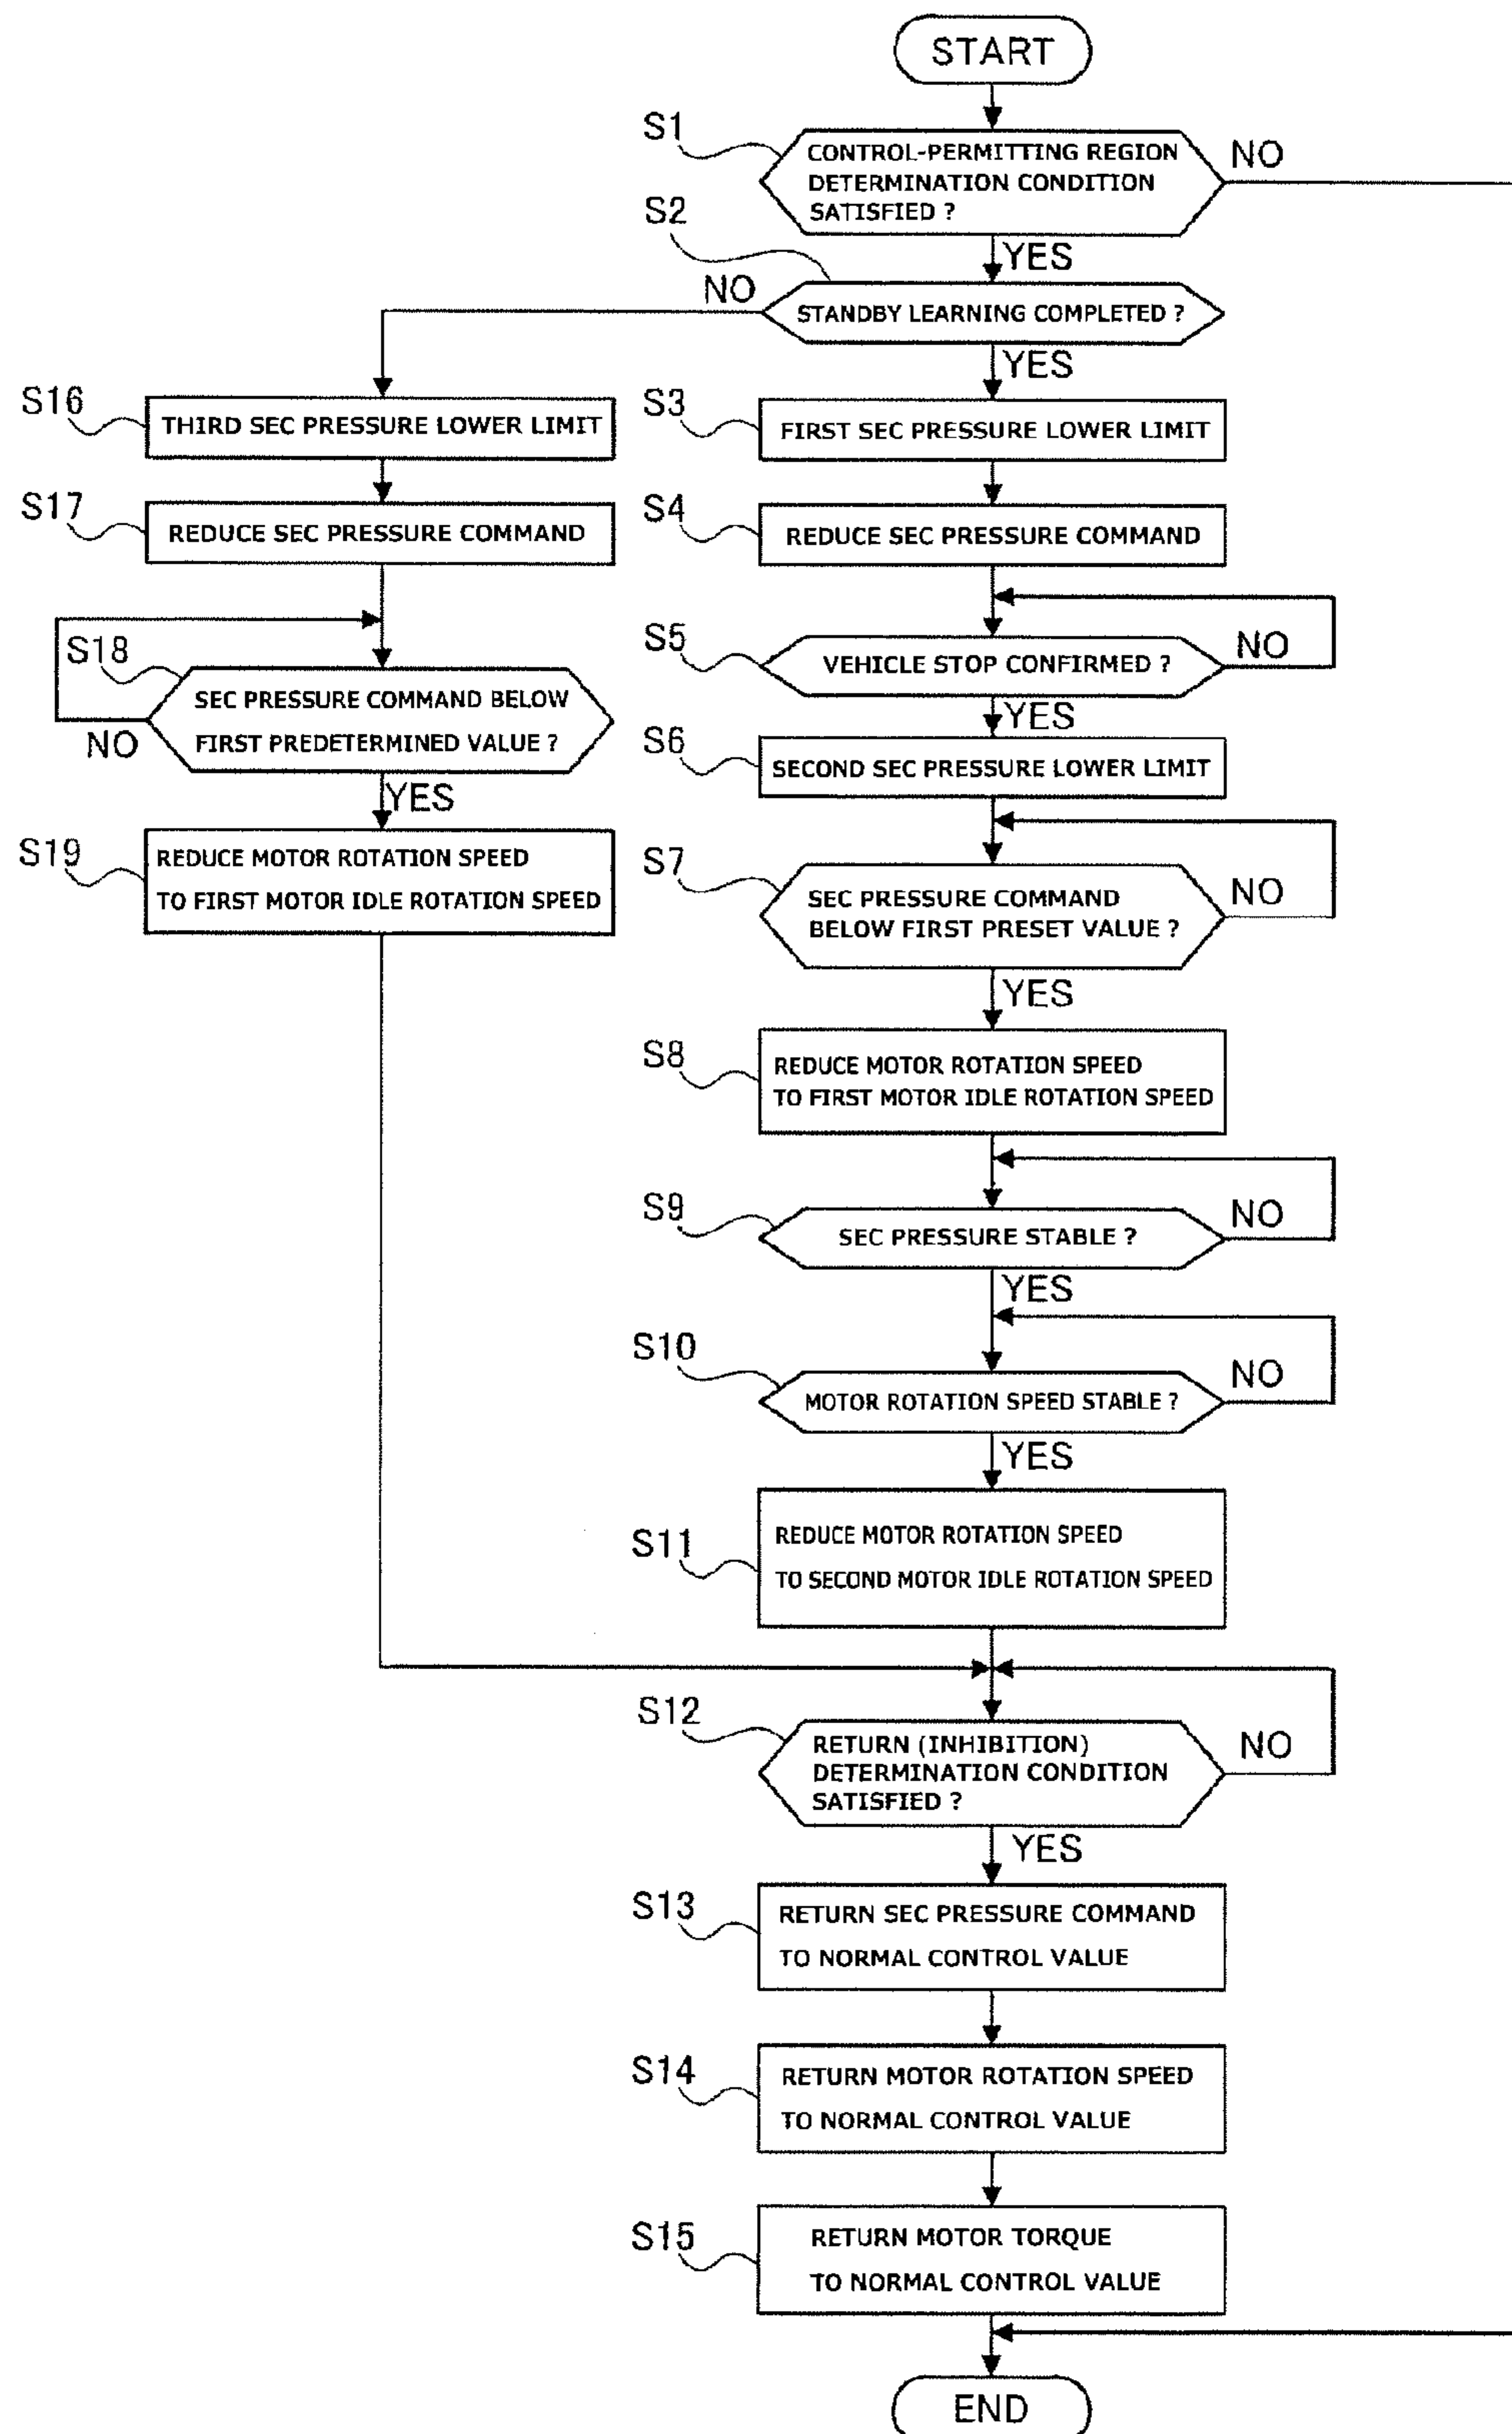 START
S1
CONTROL-PERMITTING REGION
DETERMINATION CONDITION
SATISFIED ?
NO
YES
S2
STANDBY LEARNING COMPLETED ?
NO
YES
S16
THIRD SEC PRESSURE LOWER LIMIT
S17
REDUCE SEC PRESSURE COMMAND
S18
SEC PRESSURE COMMAND BELOW
FIRST PREDETERMINED VALUE ?
NO
YES
S19
REDUCE MOTOR ROTATION SPEED
TO FIRST MOTOR IDLE ROTATION SPEED
S3
FIRST SEC PRESSURE LOWER LIMIT
S4
REDUCE SEC PRESSURE COMMAND
S5
VEHICLE STOP CONFIRMED ?
NO
YES
S6
SECOND SEC PRESSURE LOWER LIMIT
S7
SEC PRESSURE COMMAND
BELOW FIRST PRESET VALUE ?
NO
YES
S8
REDUCE MOTOR ROTATION SPEED
TO FIRST MOTOR IDLE ROTATION SPEED
S9
SEC PRESSURE STABLE ?
NO
YES
S10
MOTOR ROTATION SPEED STABLE ?
NO
YES
S11
REDUCE MOTOR ROTATION SPEED
TO SECOND MOTOR IDLE ROTATION SPEED
S12
RETURN (INHIBITION)
DETERMINATION CONDITION
SATISFIED ?
NO
YES
S13
RETURN SEC PRESSURE COMMAND
TO NORMAL CONTROL VALUE
S14
RETURN MOTOR ROTATION SPEED
TO NORMAL CONTROL VALUE
S15
RETURN MOTOR TORQUE
TO NORMAL CONTROL VALUE
END